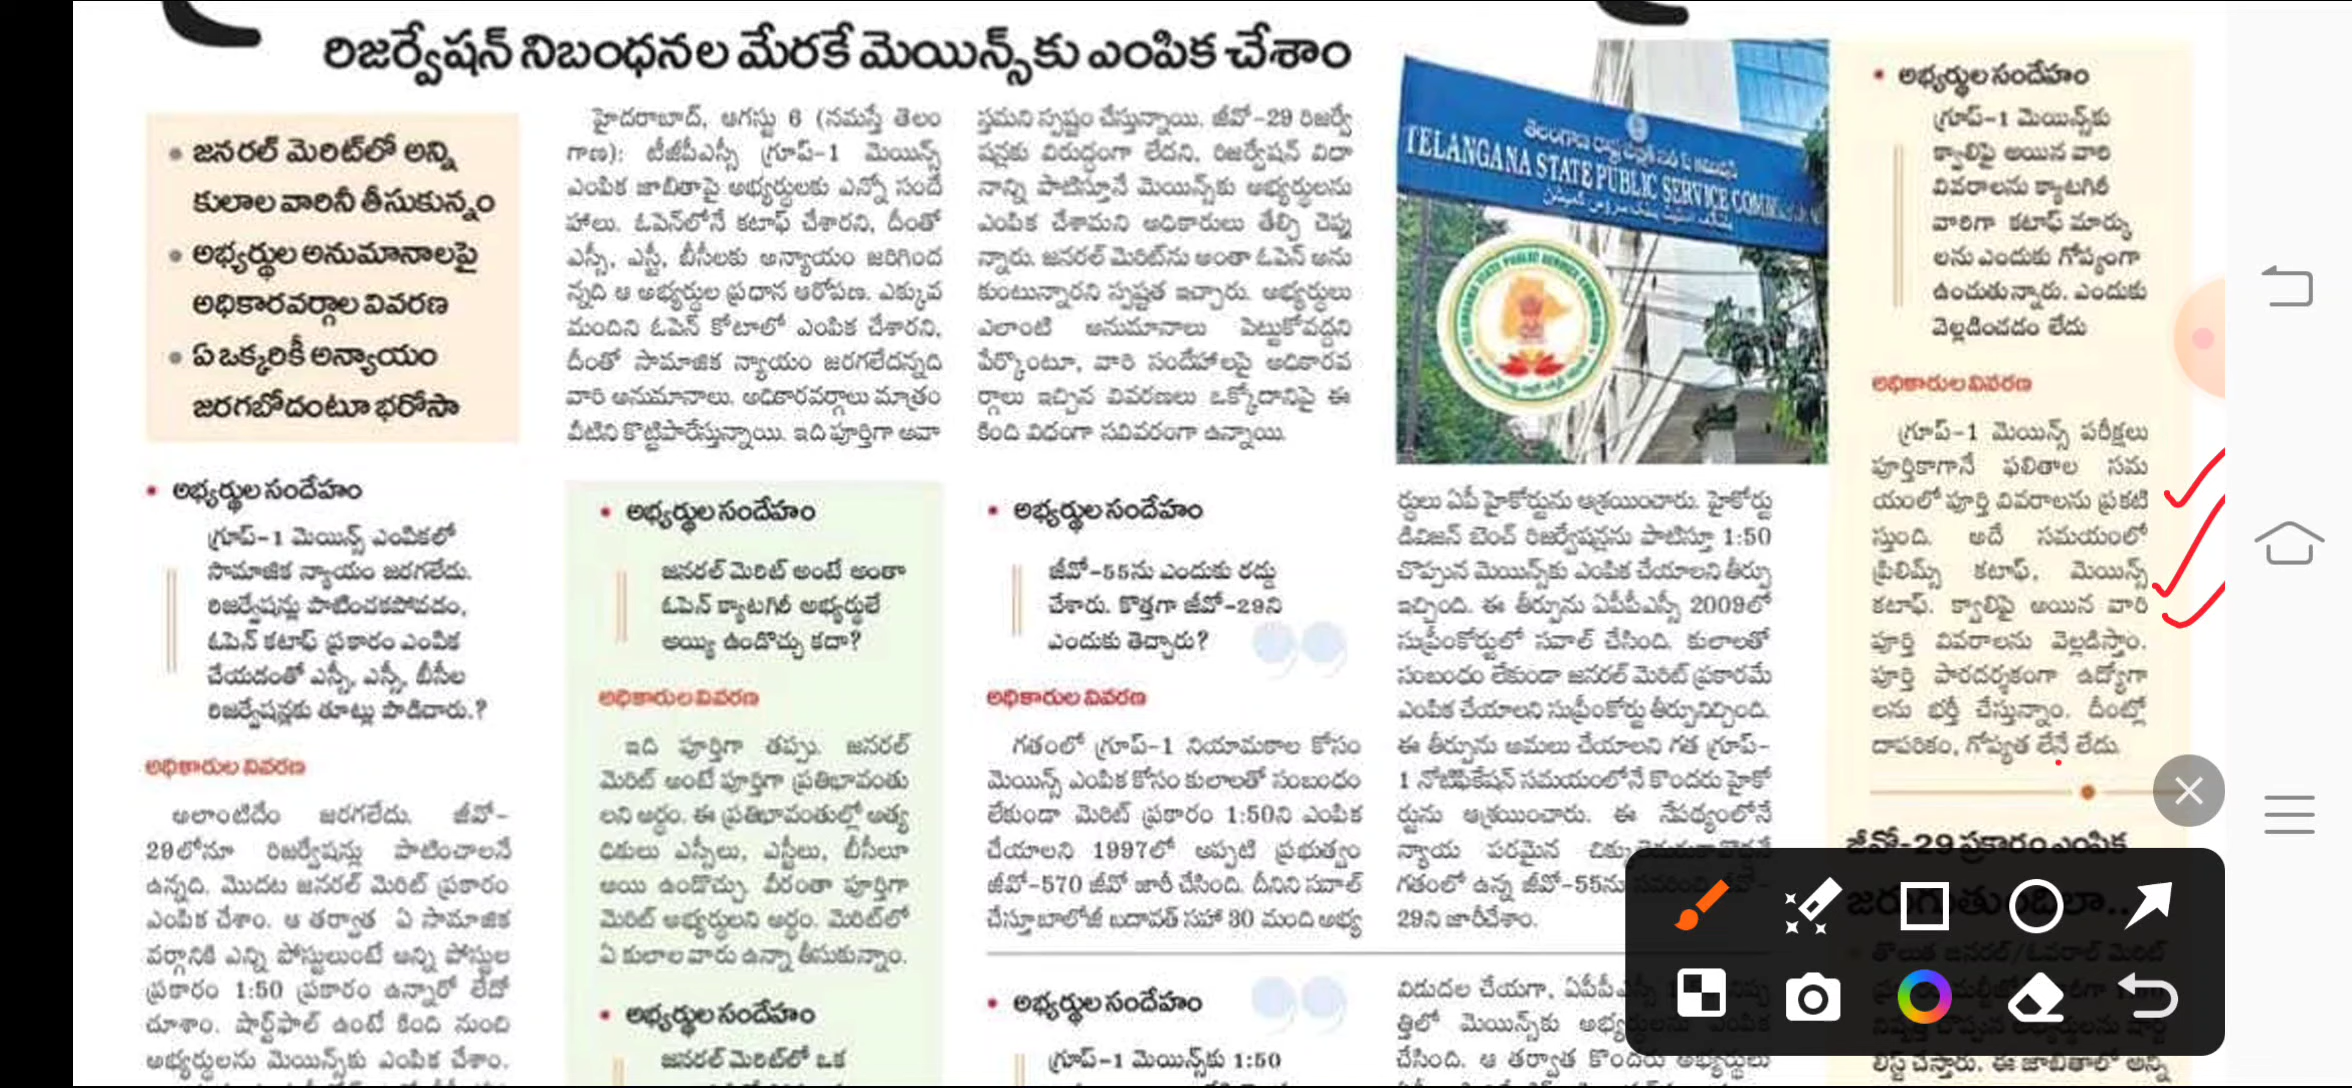 రిజర్వేషన్ నిబంధనల మేరకే మెయిన్స్‌కు ఎంపిక చేశాం
• జనరల్ మెరిట్‌లో అన్ని
కులాల వారినీ తీసుకున్నం
• అభ్యర్థుల అనుమానాలపై
అధికారవర్గాల వివరణ
• ఏ ఒక్కరికీ అన్యాయం
జరగబోదంటూ భరోసా
• అభ్యర్థుల సందేహం
గ్రూప్-1 మెయిన్స్ ఎంపికలో
సామాజిక న్యాయం జరగలేదు.
రిజర్వేషన్లు పాటించకపోవడం,
ఓపెన్ కటాఫ్ ప్రకారం ఎంపిక
చేయడంతో ఎస్సీ, ఎస్సీ, బీసీల
రిజర్వేషన్లకు తూట్లు పొడిచారు.?
అధికారుల వివరణ
అలాంటిదేం జరగలేదు. జీవో-
29లోనూ రిజర్వేషన్లు పాటించాలనే
ఉన్నది. మొదట జనరల్ మెరిట్ ప్రకారం
ఎంపిక చేశాం. ఆ తర్వాత ఏ సామాజిక
వర్గానికి ఎన్ని పోస్టులుంటే అన్ని పోస్టుల
ప్రకారం 1:50 ప్రకారం ఉన్నారో లేదో
చూశాం. షార్ట్‌ఫాల్ ఉంటే కింది నుంచి
అభ్యర్థులను మెయిన్స్‌కు ఎంపిక చేశాం.
హైదరాబాద్, ఆగస్టు 6 (నమస్తే తెలం
గాణ): టీజీపీఎస్సీ గ్రూప్-1 మెయిన్స్
ఎంపిక జాబితాపై అభ్యర్థులకు ఎన్నో సందే
హాలు. ఓపెన్‌లోనే కటాఫ్ చేశారని, దీంతో
ఎస్సీ, ఎస్టీ, బీసీలకు అన్యాయం జరిగింద
న్నది ఆ అభ్యర్థుల ప్రధాన ఆరోపణ. ఎక్కువ
మందిని ఓపెన్ కోటాలో ఎంపిక చేశారని,
దీంతో సామాజిక న్యాయం జరగలేదన్నది
వారి అనుమానాలు. అధికారవర్గాలు మాత్రం
వీటిని కొట్టిపారేస్తున్నాయి. ఇది పూర్తిగా అవా
స్తమని స్పష్టం చేస్తున్నాయి. జీవో-29 రిజర్వే
షన్లకు విరుద్ధంగా లేదని, రిజర్వేషన్ విధా
నాన్ని పాటిస్తూనే మెయిన్స్‌కు అభ్యర్థులను
ఎంపిక చేశామని అధికారులు తేల్చి చెప్తు
న్నారు. జనరల్ మెరిట్‌ను అంతా ఓపెన్ అను
కుంటున్నారని స్పష్టత ఇచ్చారు. అభ్యర్థులు
ఎలాంటి అనుమానాలు పెట్టుకోవద్దని
పేర్కొంటూ, వారి సందేహాలపై అధికారవ
ర్గాలు ఇచ్చిన వివరణలు ఒక్కోదానిపై ఈ
కింది విధంగా సవివరంగా ఉన్నాయి.
• అభ్యర్థుల సందేహం
జనరల్ మెరిట్ అంటే అంతా
ఓపెన్ క్యాటగిరీ అభ్యర్థులే
అయ్యి ఉండొచ్చు కదా?
అధికారుల వివరణ
ఇది పూర్తిగా తప్పు. జనరల్
మెరిట్ అంటే పూర్తిగా ప్రతిభావంతు
లని అర్థం. ఈ ప్రతిభావంతుల్లో అత్య
ధికులు ఎస్సీలు, ఎస్టీలు, బీసీలూ
అయి ఉండొచ్చు. వీరంతా పూర్తిగా
మెరిట్ అభ్యర్థులని అర్థం. మెరిట్‌లో
ఏ కులాల వారు ఉన్నా తీసుకున్నాం.
• అభ్యర్థుల సందేహం
జనరల్ మెరిట్‌లో ఒక
• అభ్యర్థుల సందేహం
జీవో-55ను ఎందుకు రద్దు
చేశారు. కొత్తగా జీవో-29ని
ఎందుకు తెచ్చారు?
అధికారుల వివరణ
గతంలో గ్రూప్-1 నియామకాల కోసం
మెయిన్స్ ఎంపిక కోసం కులాలతో సంబంధం
లేకుండా మెరిట్ ప్రకారం 1:50ని ఎంపిక
చేయాలని 1997లో అప్పటి ప్రభుత్వం
జీవో-570 జీవో జారీ చేసింది. దీనిని సవాల్
చేస్తూ బాలోజీ బదావత్ సహా 30 మంది అభ్య
ర్థులు ఏపీ హైకోర్టును ఆశ్రయించారు. హైకోర్టు
డివిజన్ బెంచ్ రిజర్వేషన్లను పాటిస్తూ 1:50
చొప్పున మెయిన్స్‌కు ఎంపిక చేయాలని తీర్పు
ఇచ్చింది. ఈ తీర్పును ఏపీపీఎస్సీ 2009లో
సుప్రీంకోర్టులో సవాల్ చేసింది. కులాలతో
సంబంధం లేకుండా జనరల్ మెరిట్ ప్రకారమే
ఎంపిక చేయాలని సుప్రీంకోర్టు తీర్పునిచ్చింది.
ఈ తీర్పును అమలు చేయాలని గత గ్రూప్-
1 నోటిఫికేషన్ సమయంలోనే కొందరు హైకో
ర్టును ఆశ్రయించారు. ఈ నేపథ్యంలోనే
న్యాయ పరమైన
గతంలో ఉన్న జీవో-55ను సవరించి జీవో-
29ని జారీచేశాం.
• అభ్యర్థుల సందేహం
గ్రూప్-1 మెయిన్స్‌కు 1:50
విడుదల చేయగా,
త్తిలో మెయిన్స్‌కు అభ్యర్థులను ఎంపిక
చేసింది. ఆ తర్వాత కొందరు అభ్యర్థులు
తెలంగాణ రాష్ట్ర
TELANGANA STATE PUBLIC SERVICE COMM
• అభ్యర్థుల సందేహం
గ్రూప్-1 మెయిన్స్‌కు
క్వాలిఫై అయిన వారి
వివరాలను క్యాటగిరీ
వారిగా కటాఫ్ మార్కు
లను ఎందుకు గోప్యంగా
ఉంచుతున్నారు. ఎందుకు
వెల్లడించడం లేదు
అధికారుల వివరణ
గ్రూప్-1 మెయిన్స్ పరీక్షలు
పూర్తికాగానే ఫలితాల సమ
యంలో పూర్తి వివరాలను ప్రకటి
స్తుంది. అదే సమయంలో
ప్రిలిమ్స్ కటాఫ్, మెయిన్స్
కటాఫ్. క్వాలిఫై అయిన వారి
పూర్తి వివరాలను వెల్లడిస్తాం.
పూర్తి పారదర్శకంగా ఉద్యోగా
లను భర్తీ చేస్తున్నాం. దీంట్లో
దాపరికం, గోప్యత లేనే లేదు.
జీవో-29 ప్రకారం ఎంపిక
జరుగుతుందిలా..
తొలుత జనరల్/ఓవరాల్ మెరిట్
లిస్ట్ చేస్తారు. ఈ జాబితాలో అన్ని